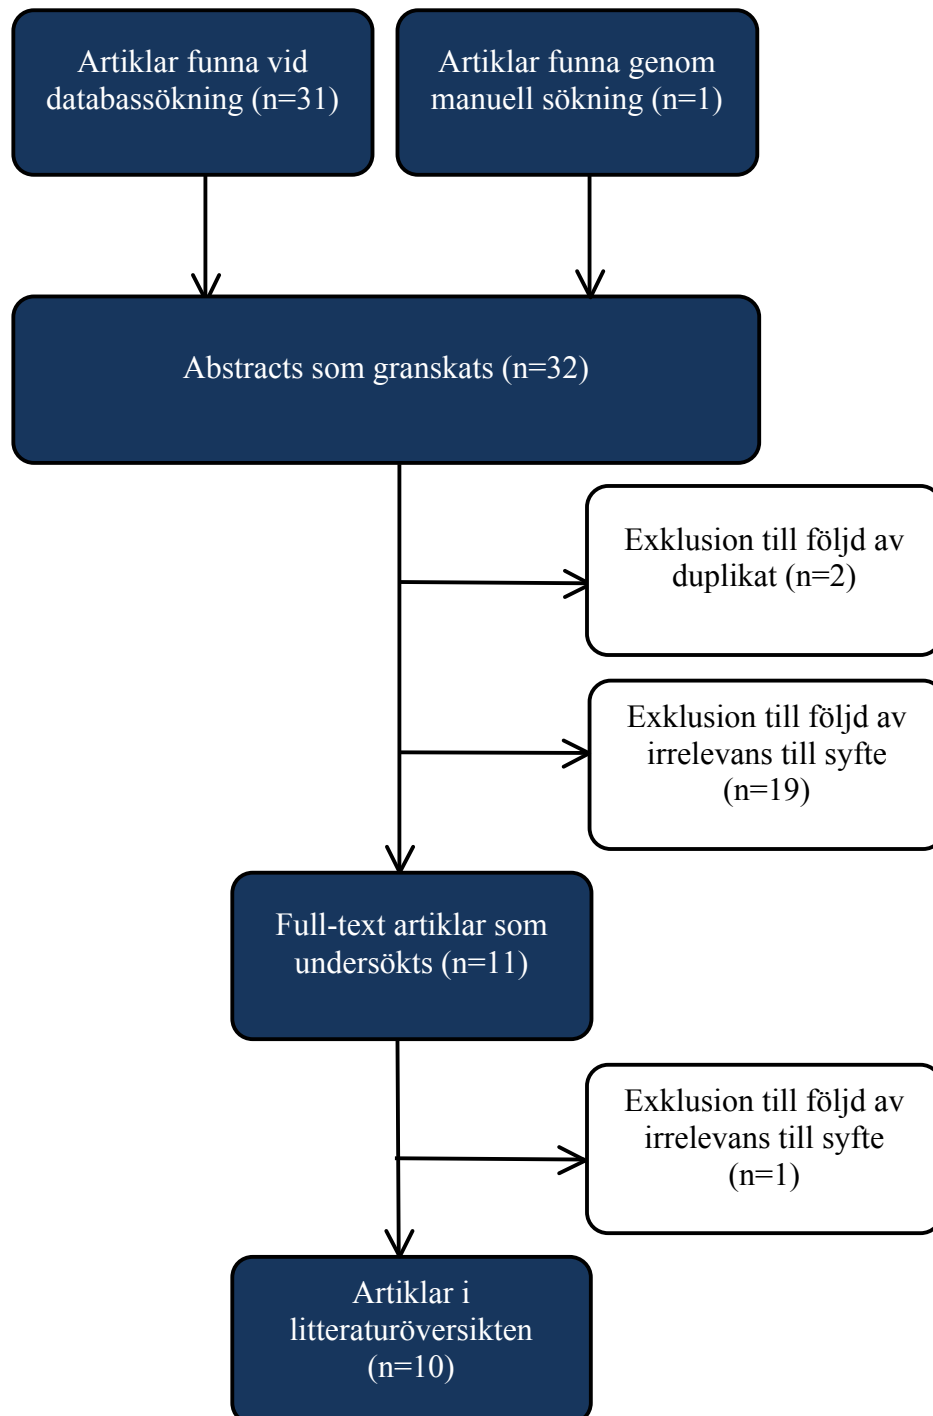 Artiklar funna vid
databassökning (n=31)
Artiklar funna genom
manuell sökning (n=1)
Abstracts som granskats (n=32)
Exklusion till följd av
duplikat (n=2)
Exklusion till följd av
irrelevans till syfte
(n=19)
Full-text artiklar som
undersökts (n=11)
Exklusion till följd av
irrelevans till syfte
(n=1)
Artiklar i
litteraturöversikten
(n=10)